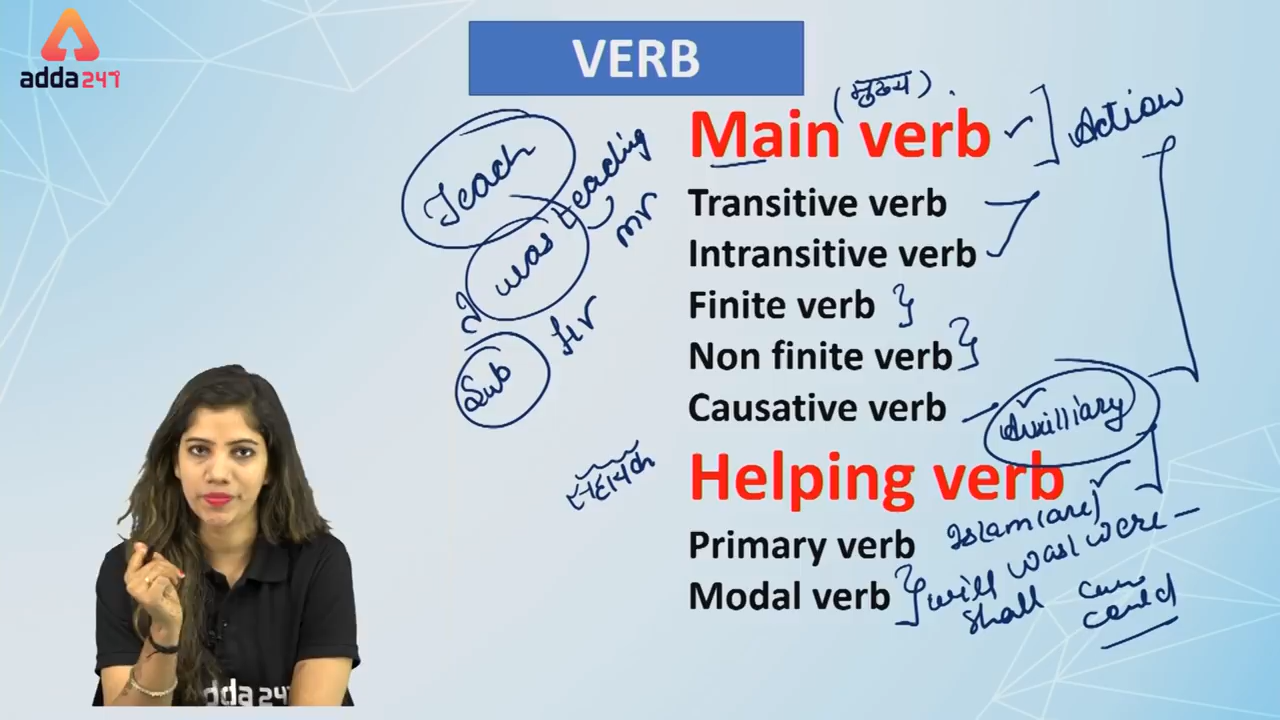 adda247
VERB
(मुख्य)
Main verb
Action
Transitive verb
Intransitive verb
Finite verb
Non finite verb
Causative verb
Auxilliary
Helping verb
सहायक
Primary verb
is/am/are
was/were
Modal verb
will
shall
can
could
Teach
I was teaching
mv
Hv
Sub
adda 247